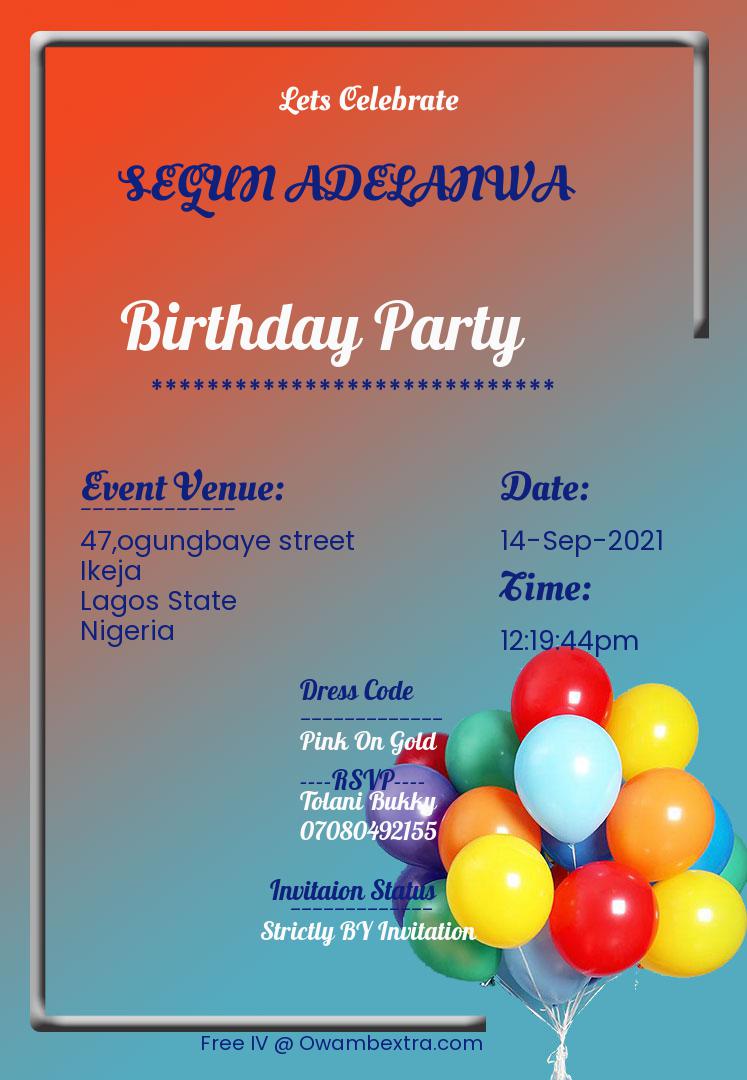 Lets Celebrate
SEGUN ADELANWA
Birthday Party
*****************************
Event Venue:
-------------
47,ogungbaye street
Ikeja
Lagos State
Nigeria
Date:
14-Sep-2021
Time:
12:19:44pm
Dress Code
-------------
Pink On Gold
----RSVP----
Tolani Bukky
07080492155
Invitaion Status
-------------
Strictly BY Invitation
Free IV @ Owambextra.com